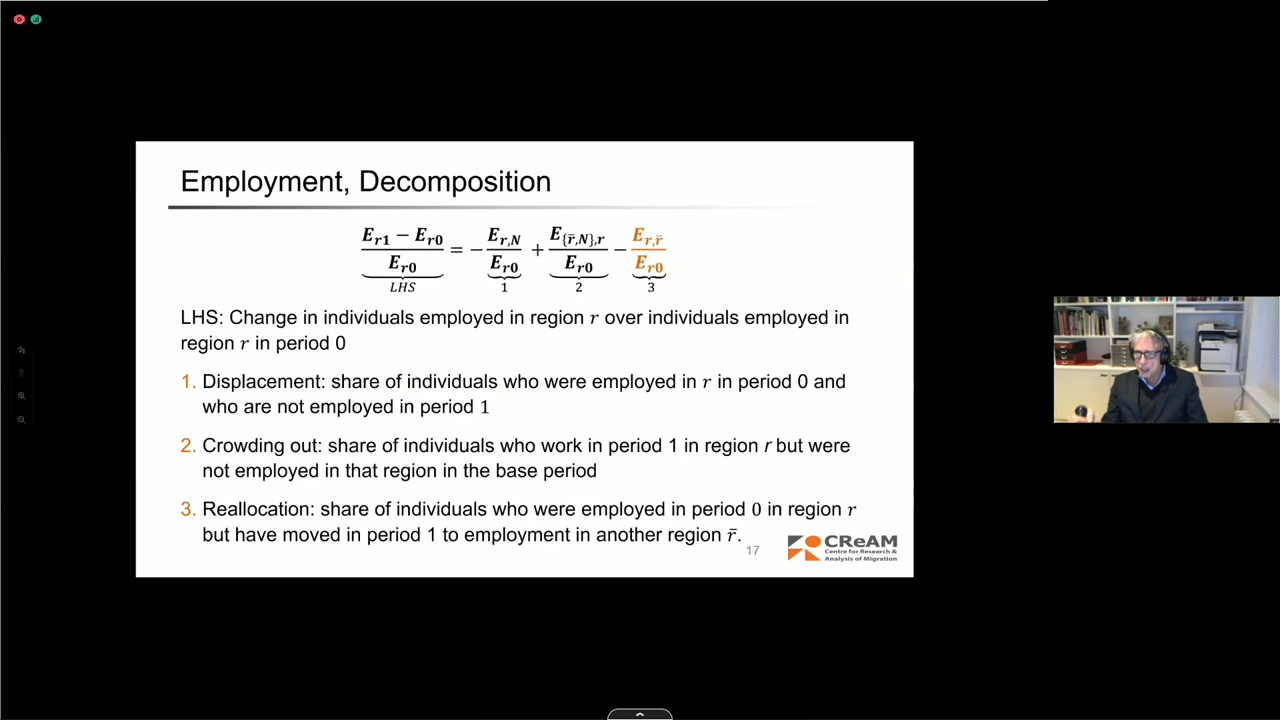 Employment, Decomposition
E_{r1} − E_{r0} / E_{r0} = − E_{r,N} / E_{r0} + E_{{r̄,N},r} / E_{r0} − E_{r,r̄} / E_{r0}
LHS 1 2 3
LHS: Change in individuals employed in region r over individuals employed in
region r in period 0
1. Displacement: share of individuals who were employed in r in period 0 and
who are not employed in period 1
2. Crowding out: share of individuals who work in period 1 in region r but were
not employed in that region in the base period
3. Reallocation: share of individuals who were employed in period 0 in region r
but have moved in period 1 to employment in another region r̄.
17
CReAM
Centre for Research &
Analysis of Migration